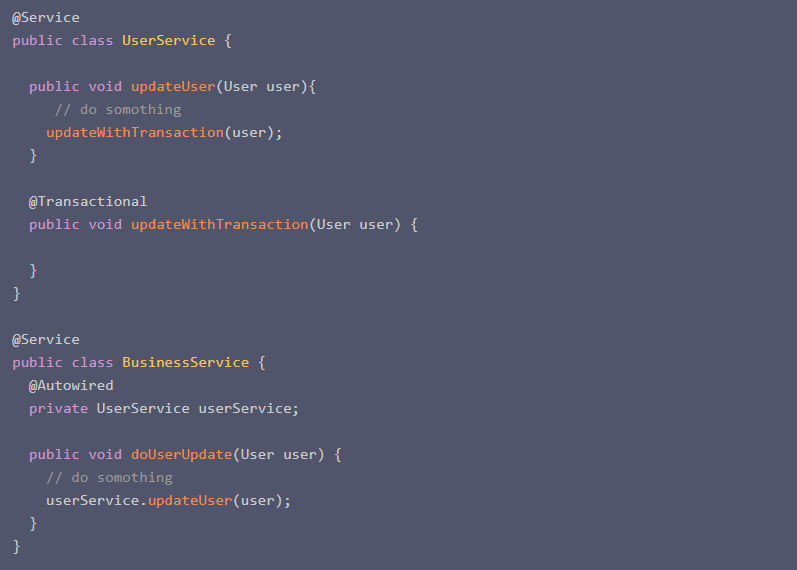 @Service
public class UserService {
  public void updateUser(User user){
     // do somothing
    updateWithTransaction(user);
  }
  @Transactional
  public void updateWithTransaction(User user) {
  }
}
@Service
public class BusinessService {
  @Autowired
  private UserService userService;
  public void doUserUpdate(User user) {
    // do somothing
    userService.updateUser(user);
  }
}